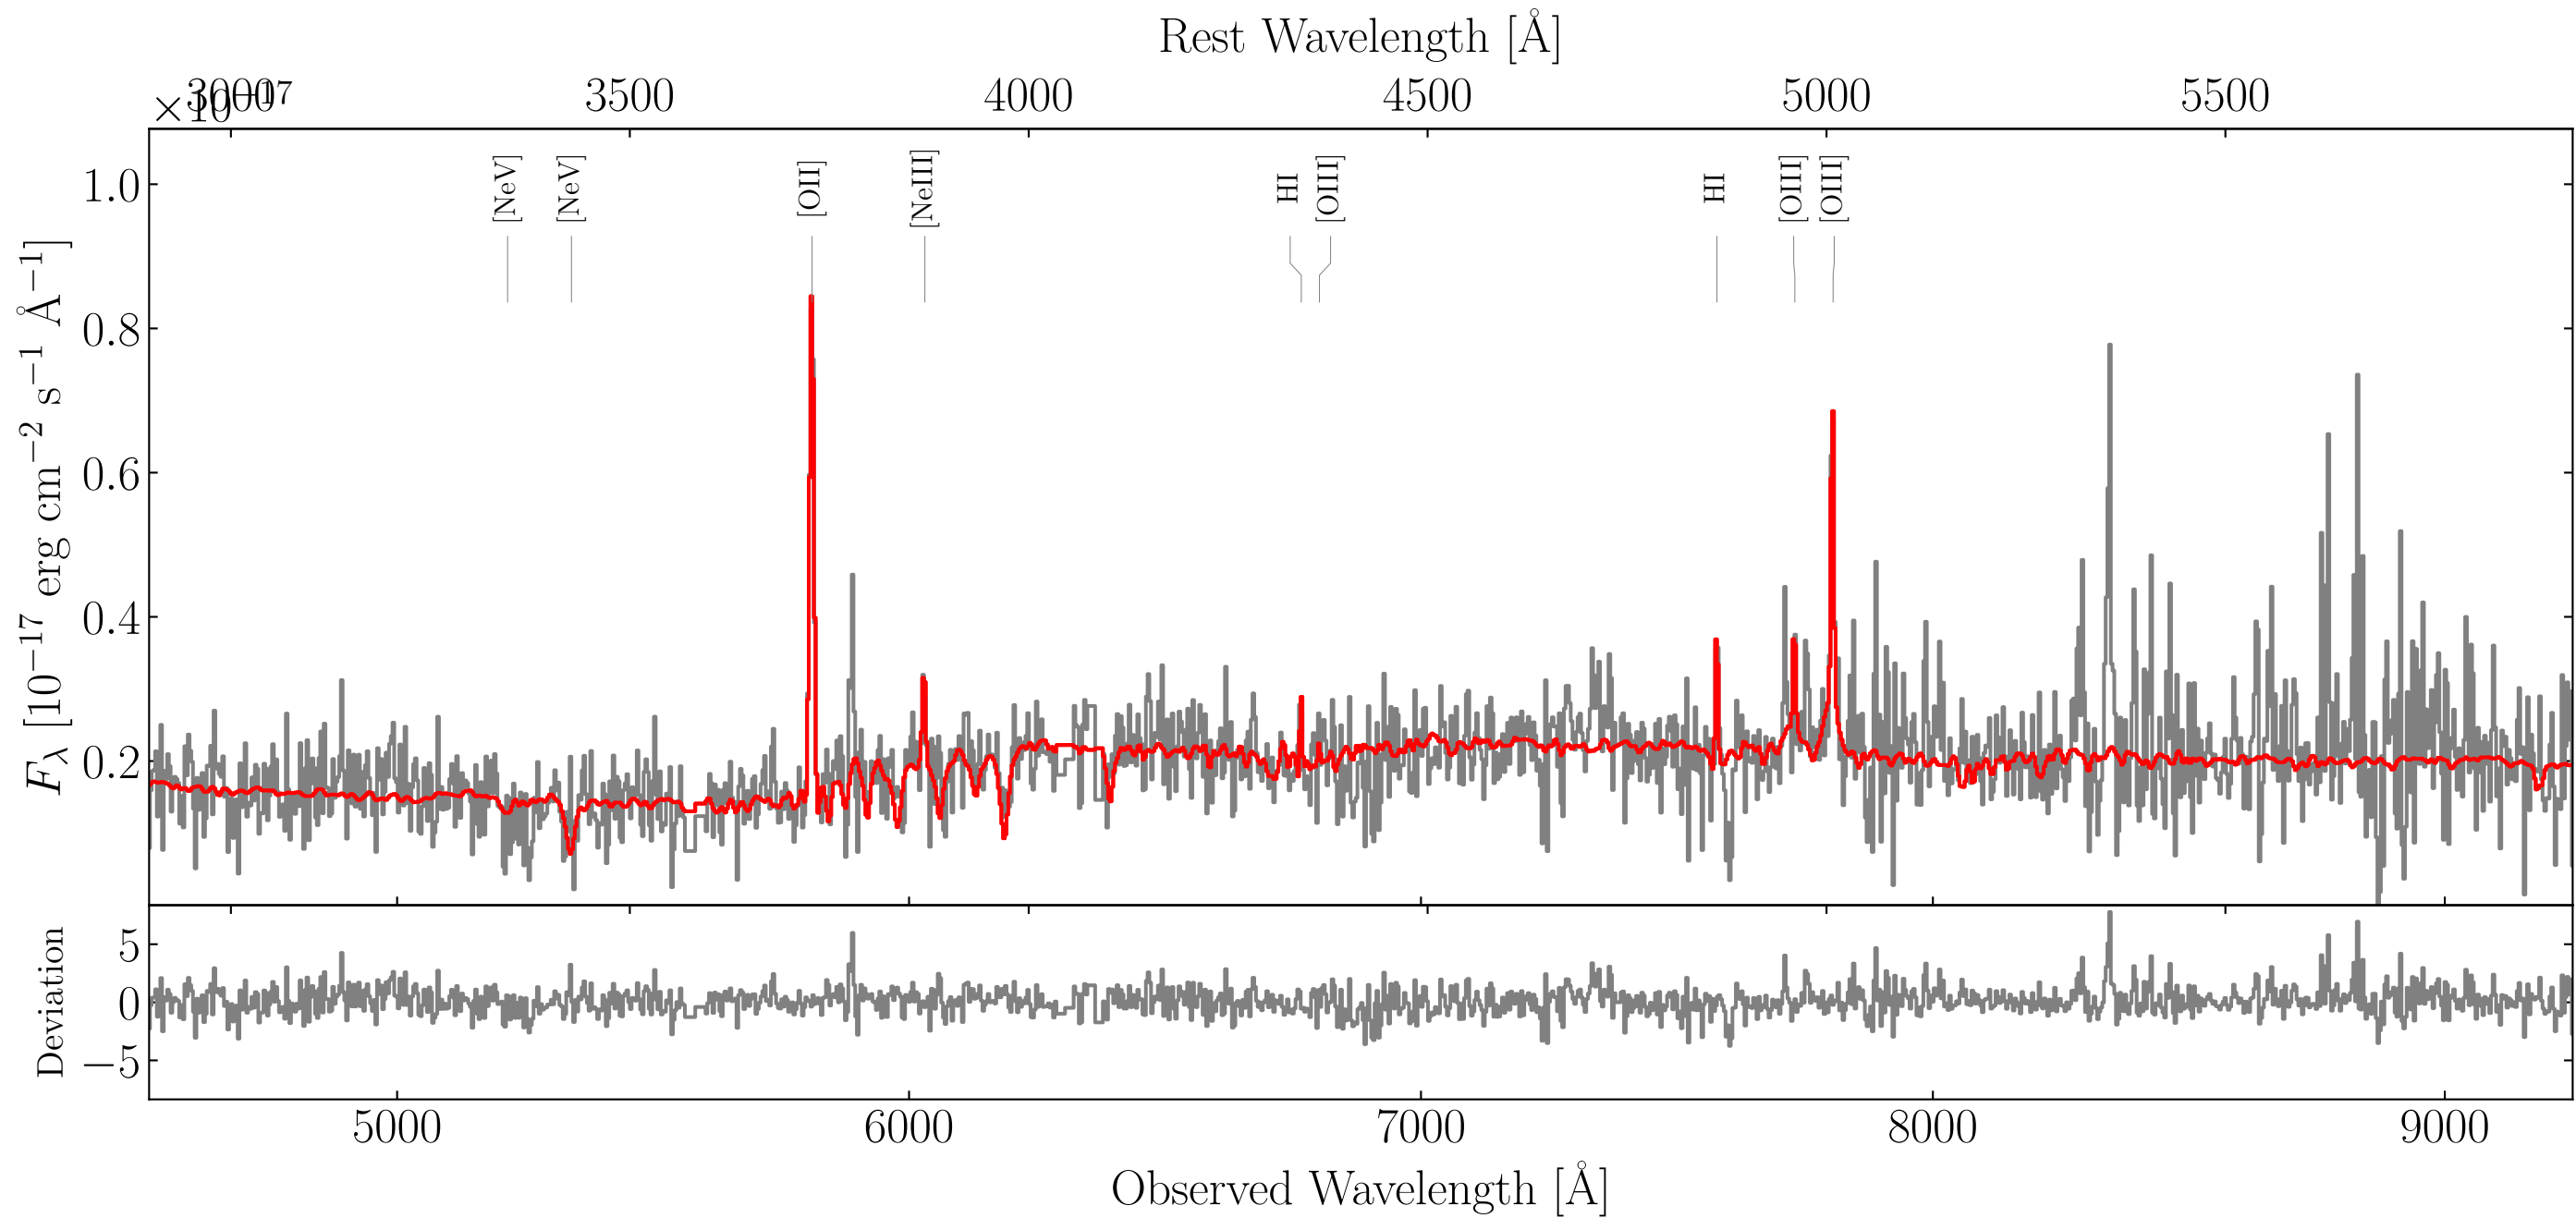 Rest Wavelength [Å]
3000 3500 4000 4500 5000 5500
×10−17
[NeV] [NeV] [OII] [NeIII] HI [OIII] HI [OIII] [OIII]
1.0
0.8
0.6
0.4
0.2
Fλ [10−17 erg cm−2 s−1 Å−1]
5
0
−5
Deviation
5000 6000 7000 8000 9000
Observed Wavelength [Å]